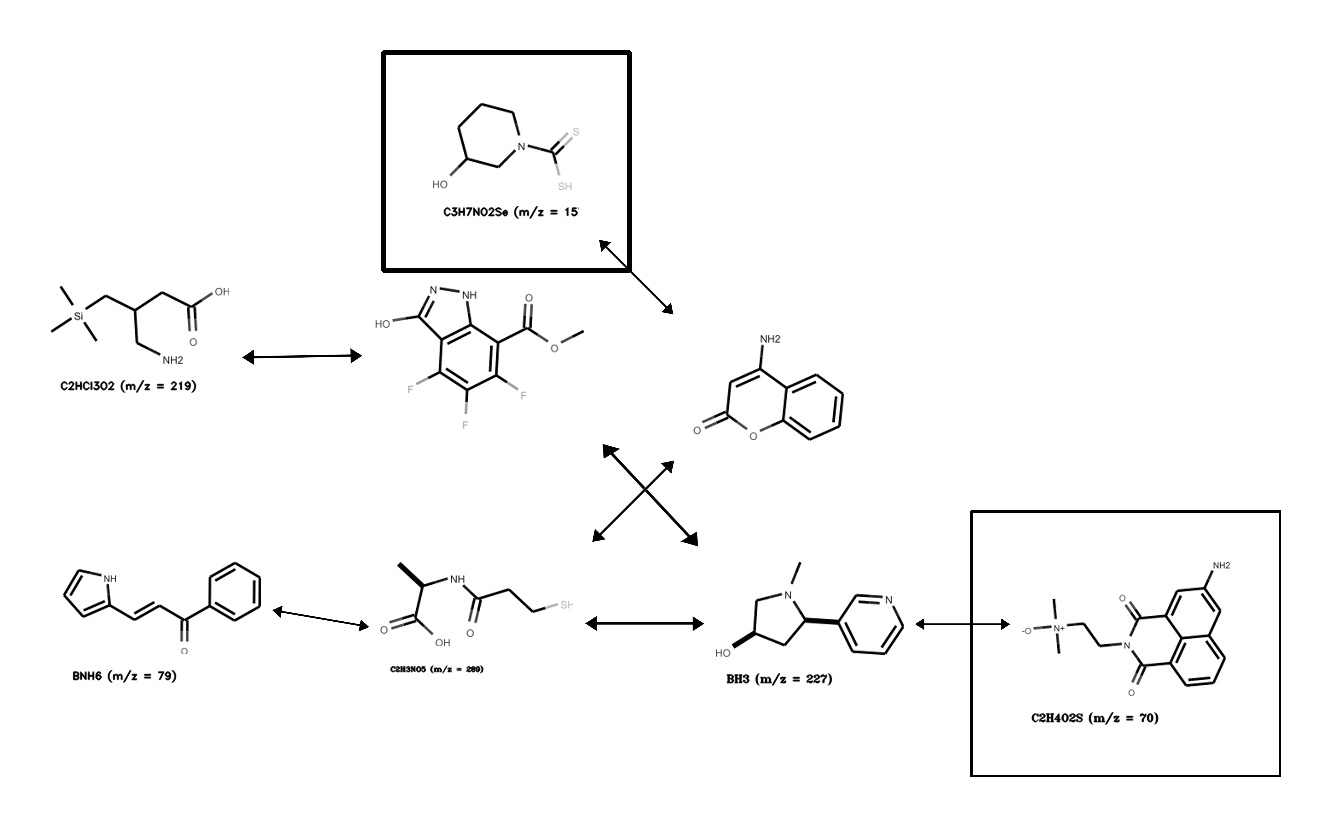 S
N
HO
SH
C3H7NO2Se (m/z = 15
N
NH
O
HO
O
F
F
F
Si
OH
O
NH2
C2HCl3O2 (m/z = 219)
NH2
O
O
NH
O
BNH6 (m/z = 79)
NH
SH
O
O
OH
C2H3NO5 (m/z = 289)
N
N
HO
BH3 (m/z = 227)
NH2
O
-O
N+
N
O
C2H4O2S (m/z = 70)